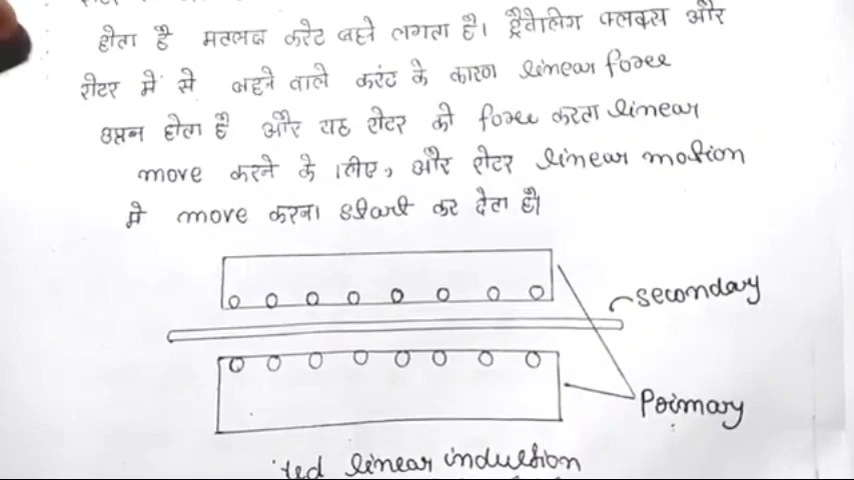 होता है मतलब करेंट बहने लगता है। ट्रैवेलिंग फ्लक्स और
रोटर में से बहने वाले करंट के कारण linear force
उत्पन्न होता है और यह रोटर को force करता linear
move करने के लिए, और रोटर linear motion
मे move करना start कर देता है।
secondary
Primary
ted linear induction